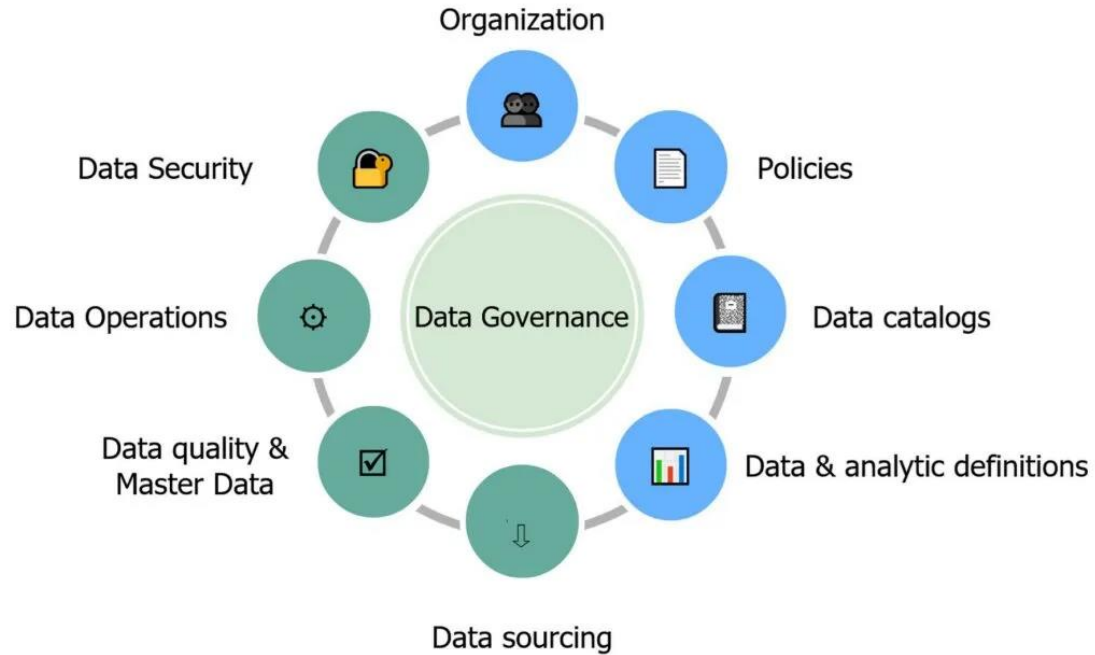 Organization
Data Security
Policies
Data Operations
Data Governance
Data catalogs
Data quality &
Master Data
Data & analytic definitions
Data sourcing